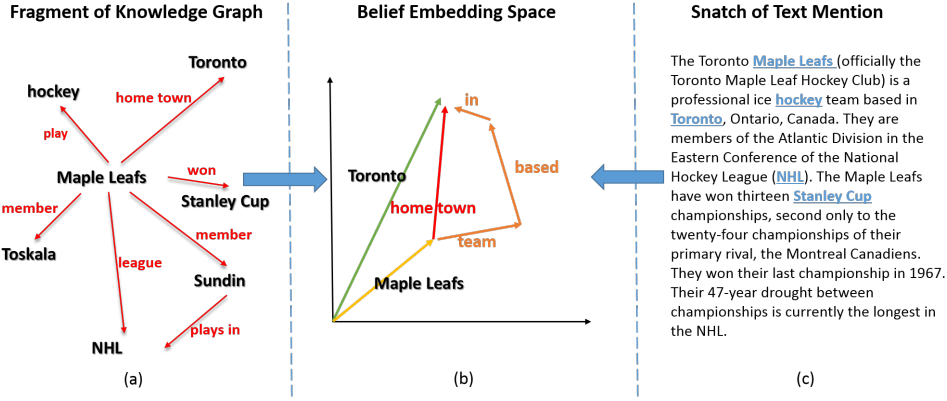 Fragment of Knowledge Graph
Toronto
hockey
home town
play
Maple Leafs
won
Stanley Cup
member
member
Toskala
league
Sundin
plays in
NHL
(a)
Belief Embedding Space
in
based
Toronto
home town
team
Maple Leafs
(b)
Snatch of Text Mention
The Toronto Maple Leafs (officially the
Toronto Maple Leaf Hockey Club) is a
professional ice hockey team based in
Toronto, Ontario, Canada. They are
members of the Atlantic Division in the
Eastern Conference of the National
Hockey League (NHL). The Maple Leafs
have won thirteen Stanley Cup
championships, second only to the
twenty-four championships of their
primary rival, the Montreal Canadiens.
They won their last championship in 1967.
Their 47-year drought between
championships is currently the longest in
the NHL.
(c)